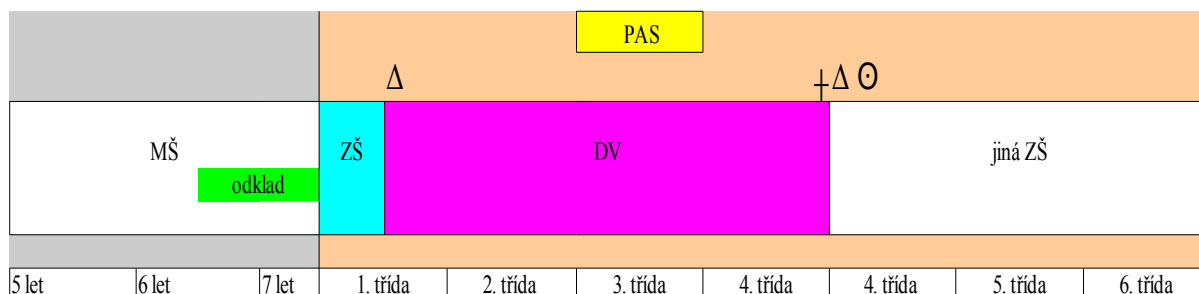 PAS
Δ
+Δ ʘ
MŠ
ZŠ
DV
jiná ZŠ
odklad
5 let
6 let
7 let
1. třída
2. třída
3. třída
4. třída
4. třída
5. třída
6. třída